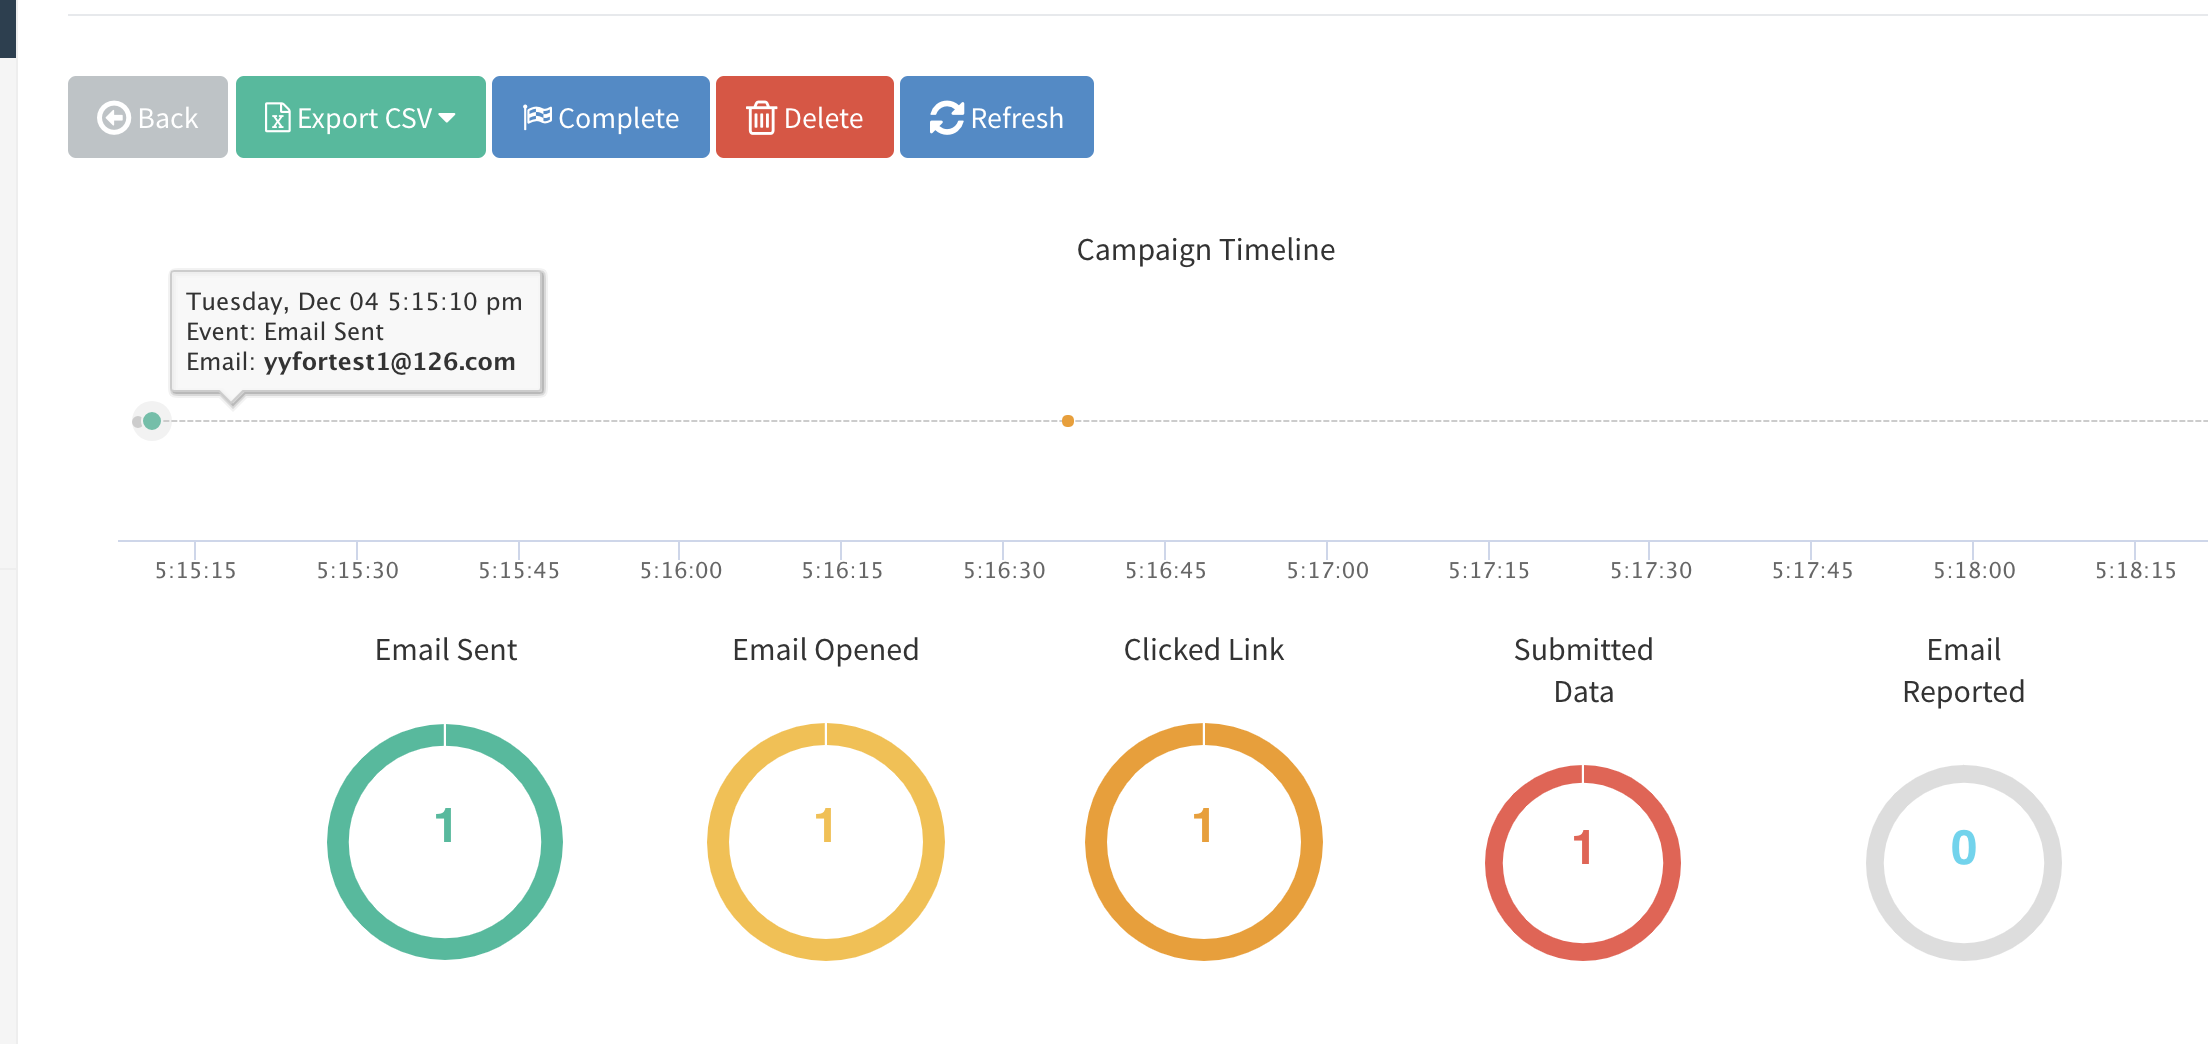 Back
Export CSV
Complete
Delete
Refresh
Campaign Timeline
Tuesday, Dec 04 5:15:10 pm
Event: Email Sent
Email: yyfortest1@126.com
5:15:15 5:15:30 5:15:45 5:16:00 5:16:15 5:16:30 5:16:45 5:17:00 5:17:15 5:17:30 5:17:45 5:18:00 5:18:15
Email Sent
Email Opened
Clicked Link
Submitted
Data
Email
Reported
1
1
1
1
0